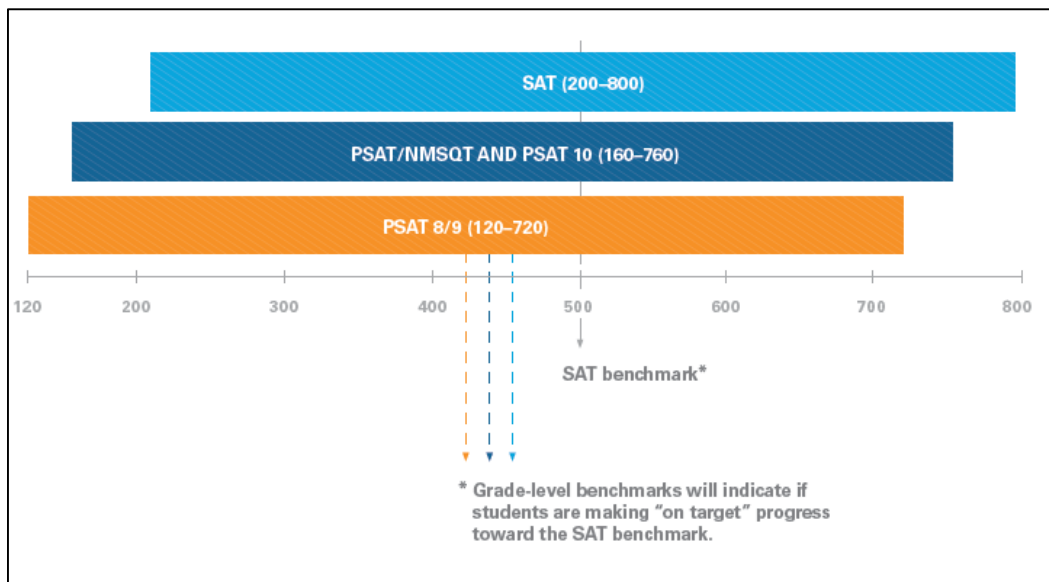 SAT (200–800)
PSAT/NMSQT AND PSAT 10 (160–760)
PSAT 8/9 (120–720)
120 200 300 400 500 600 700 800
SAT benchmark*
* Grade-level benchmarks will indicate if
students are making “on target” progress
toward the SAT benchmark.